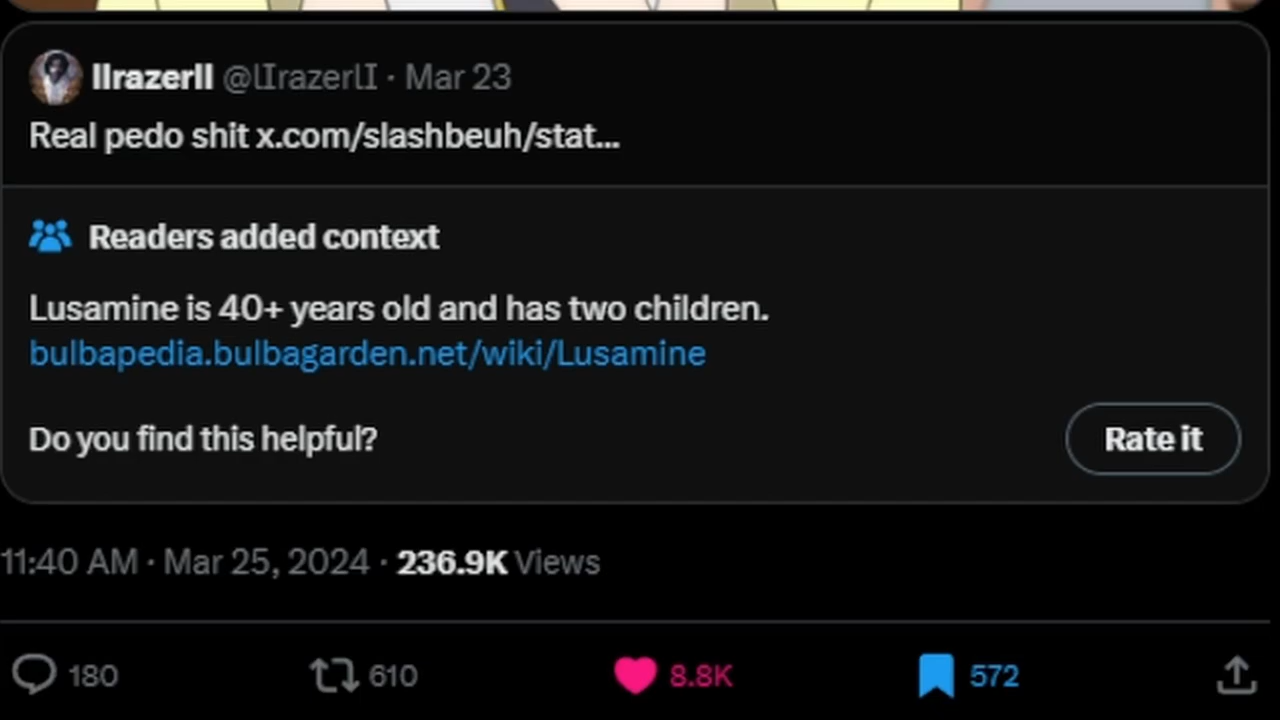 llrazerll @lIrazerlI · Mar 23
Real pedo shit x.com/slashbeuh/stat...
Readers added context
Lusamine is 40+ years old and has two children.
bulbapedia.bulbagarden.net/wiki/Lusamine
Do you find this helpful?
Rate it
11:40 AM · Mar 25, 2024 · 236.9K Views
180 610 8.8K 572